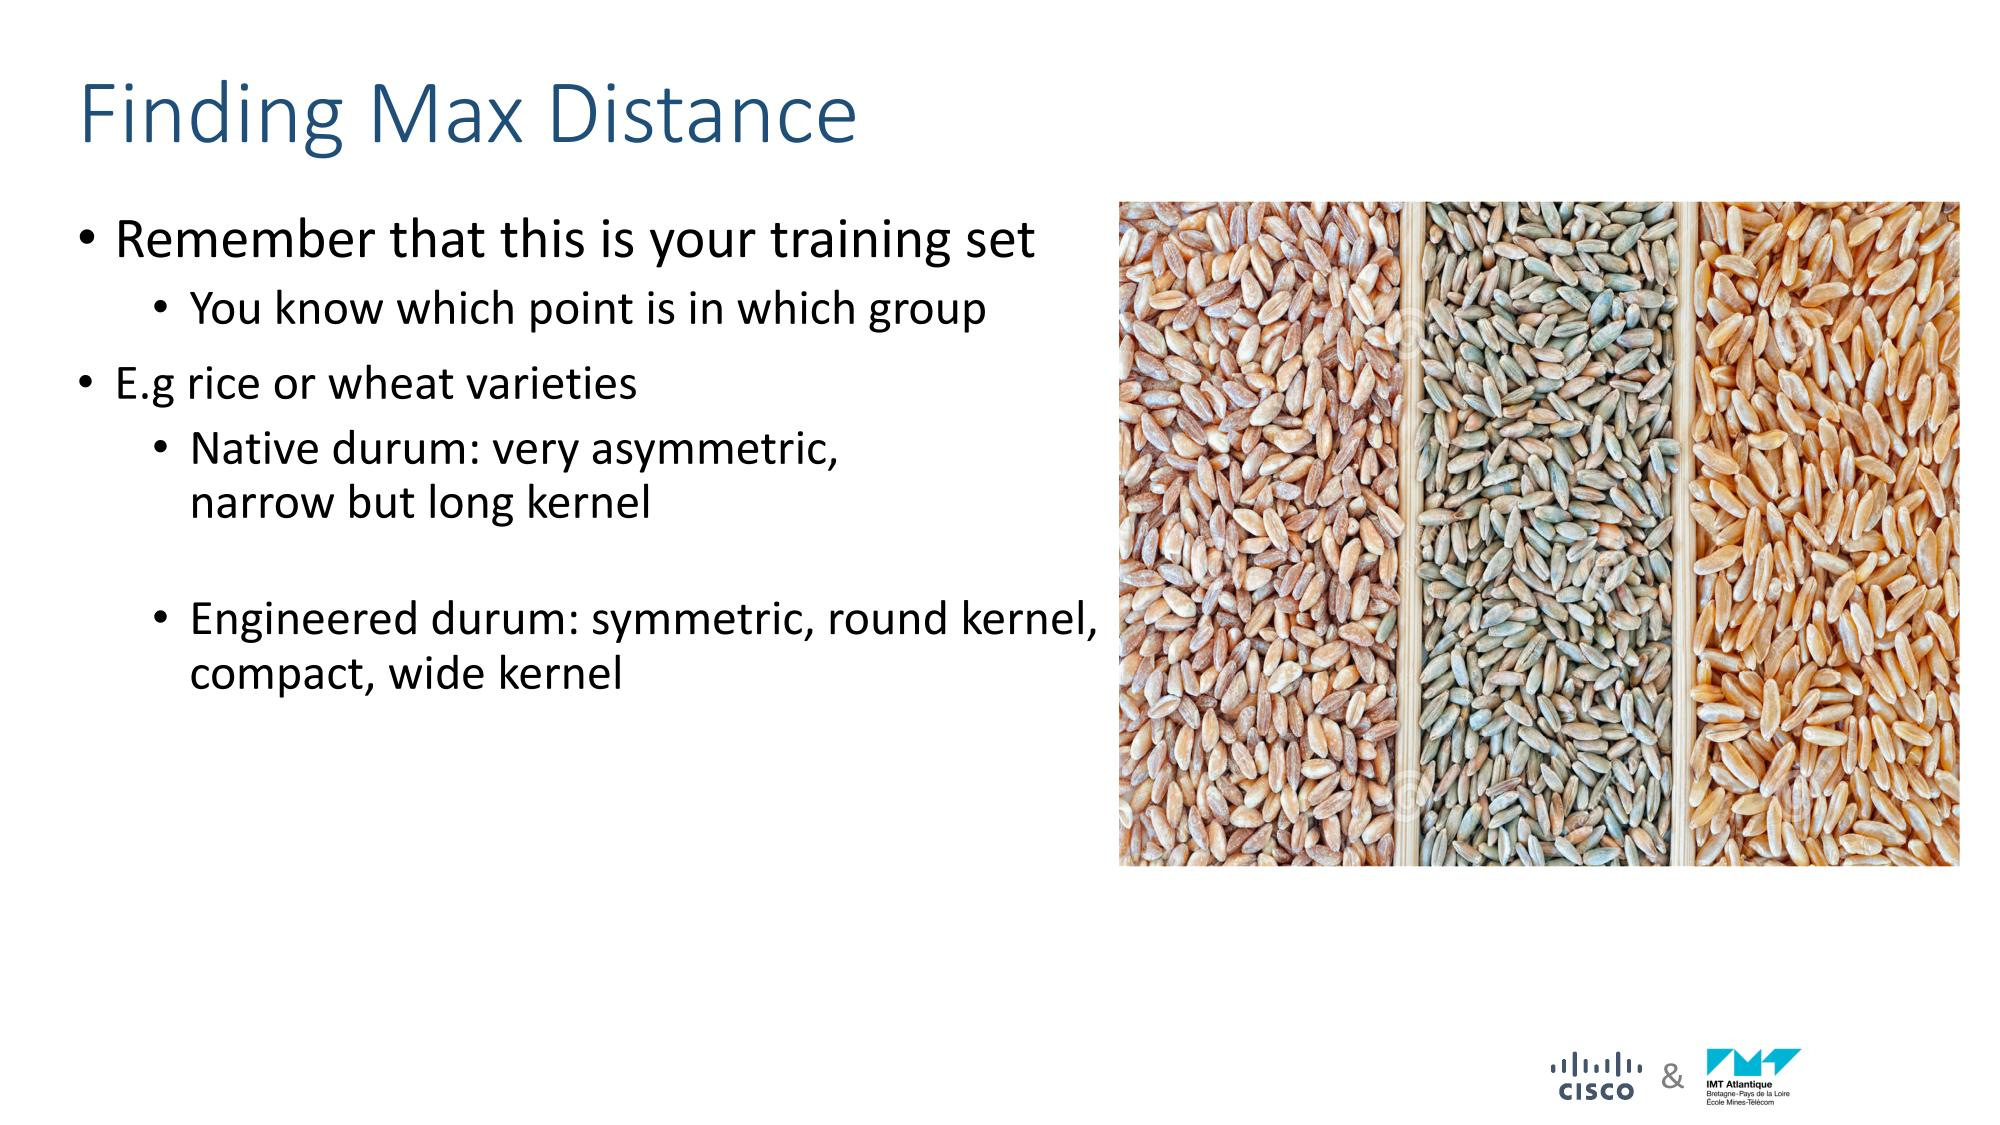 Finding Max Distance
• Remember that this is your training set
• You know which point is in which group
• E.g rice or wheat varieties
• Native durum: very asymmetric,
narrow but long kernel
• Engineered durum: symmetric, round kernel,
compact, wide kernel
CISCO & IMT Atlantique
Bretagne-Pays de la Loire
École Mines-Télécom